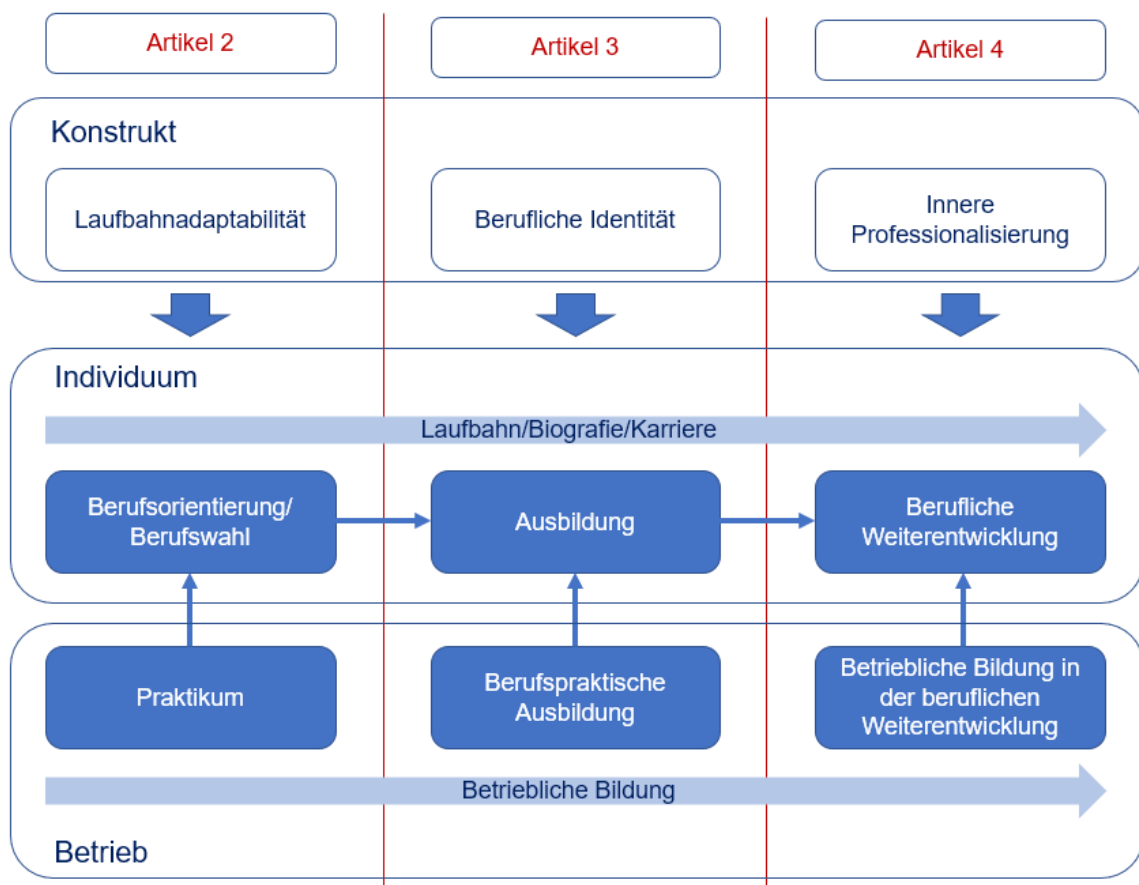 Artikel 2
Artikel 3
Artikel 4
Konstrukt
Laufbahnadaptabilität
Berufliche Identität
Innere
Professionalisierung
Individuum
Laufbahn/Biografie/Karriere
Berufsorientierung/
Berufswahl
Ausbildung
Berufliche
Weiterentwicklung
Praktikum
Berufspraktische
Ausbildung
Betriebliche Bildung in
der beruflichen
Weiterentwicklung
Betriebliche Bildung
Betrieb